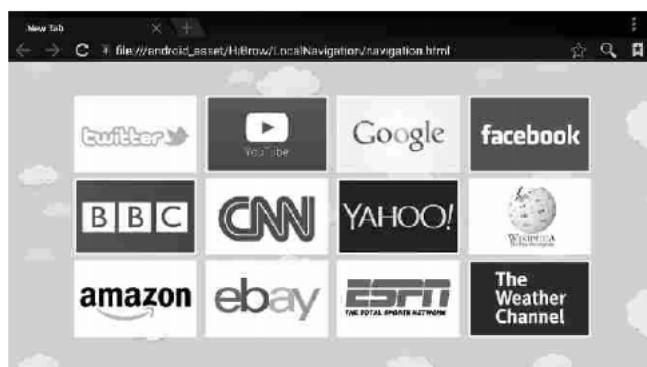 New Tab
file:///android_asset/HiBrow/LocalNavigation/navigation.html
twitter
YouTube
Google
facebook
BBC
CNN
YAHOO!
WIKIPEDIA
amazon
ebay
ESPN
THE TOTAL SPORTS NETWORK
The
Weather
Channel